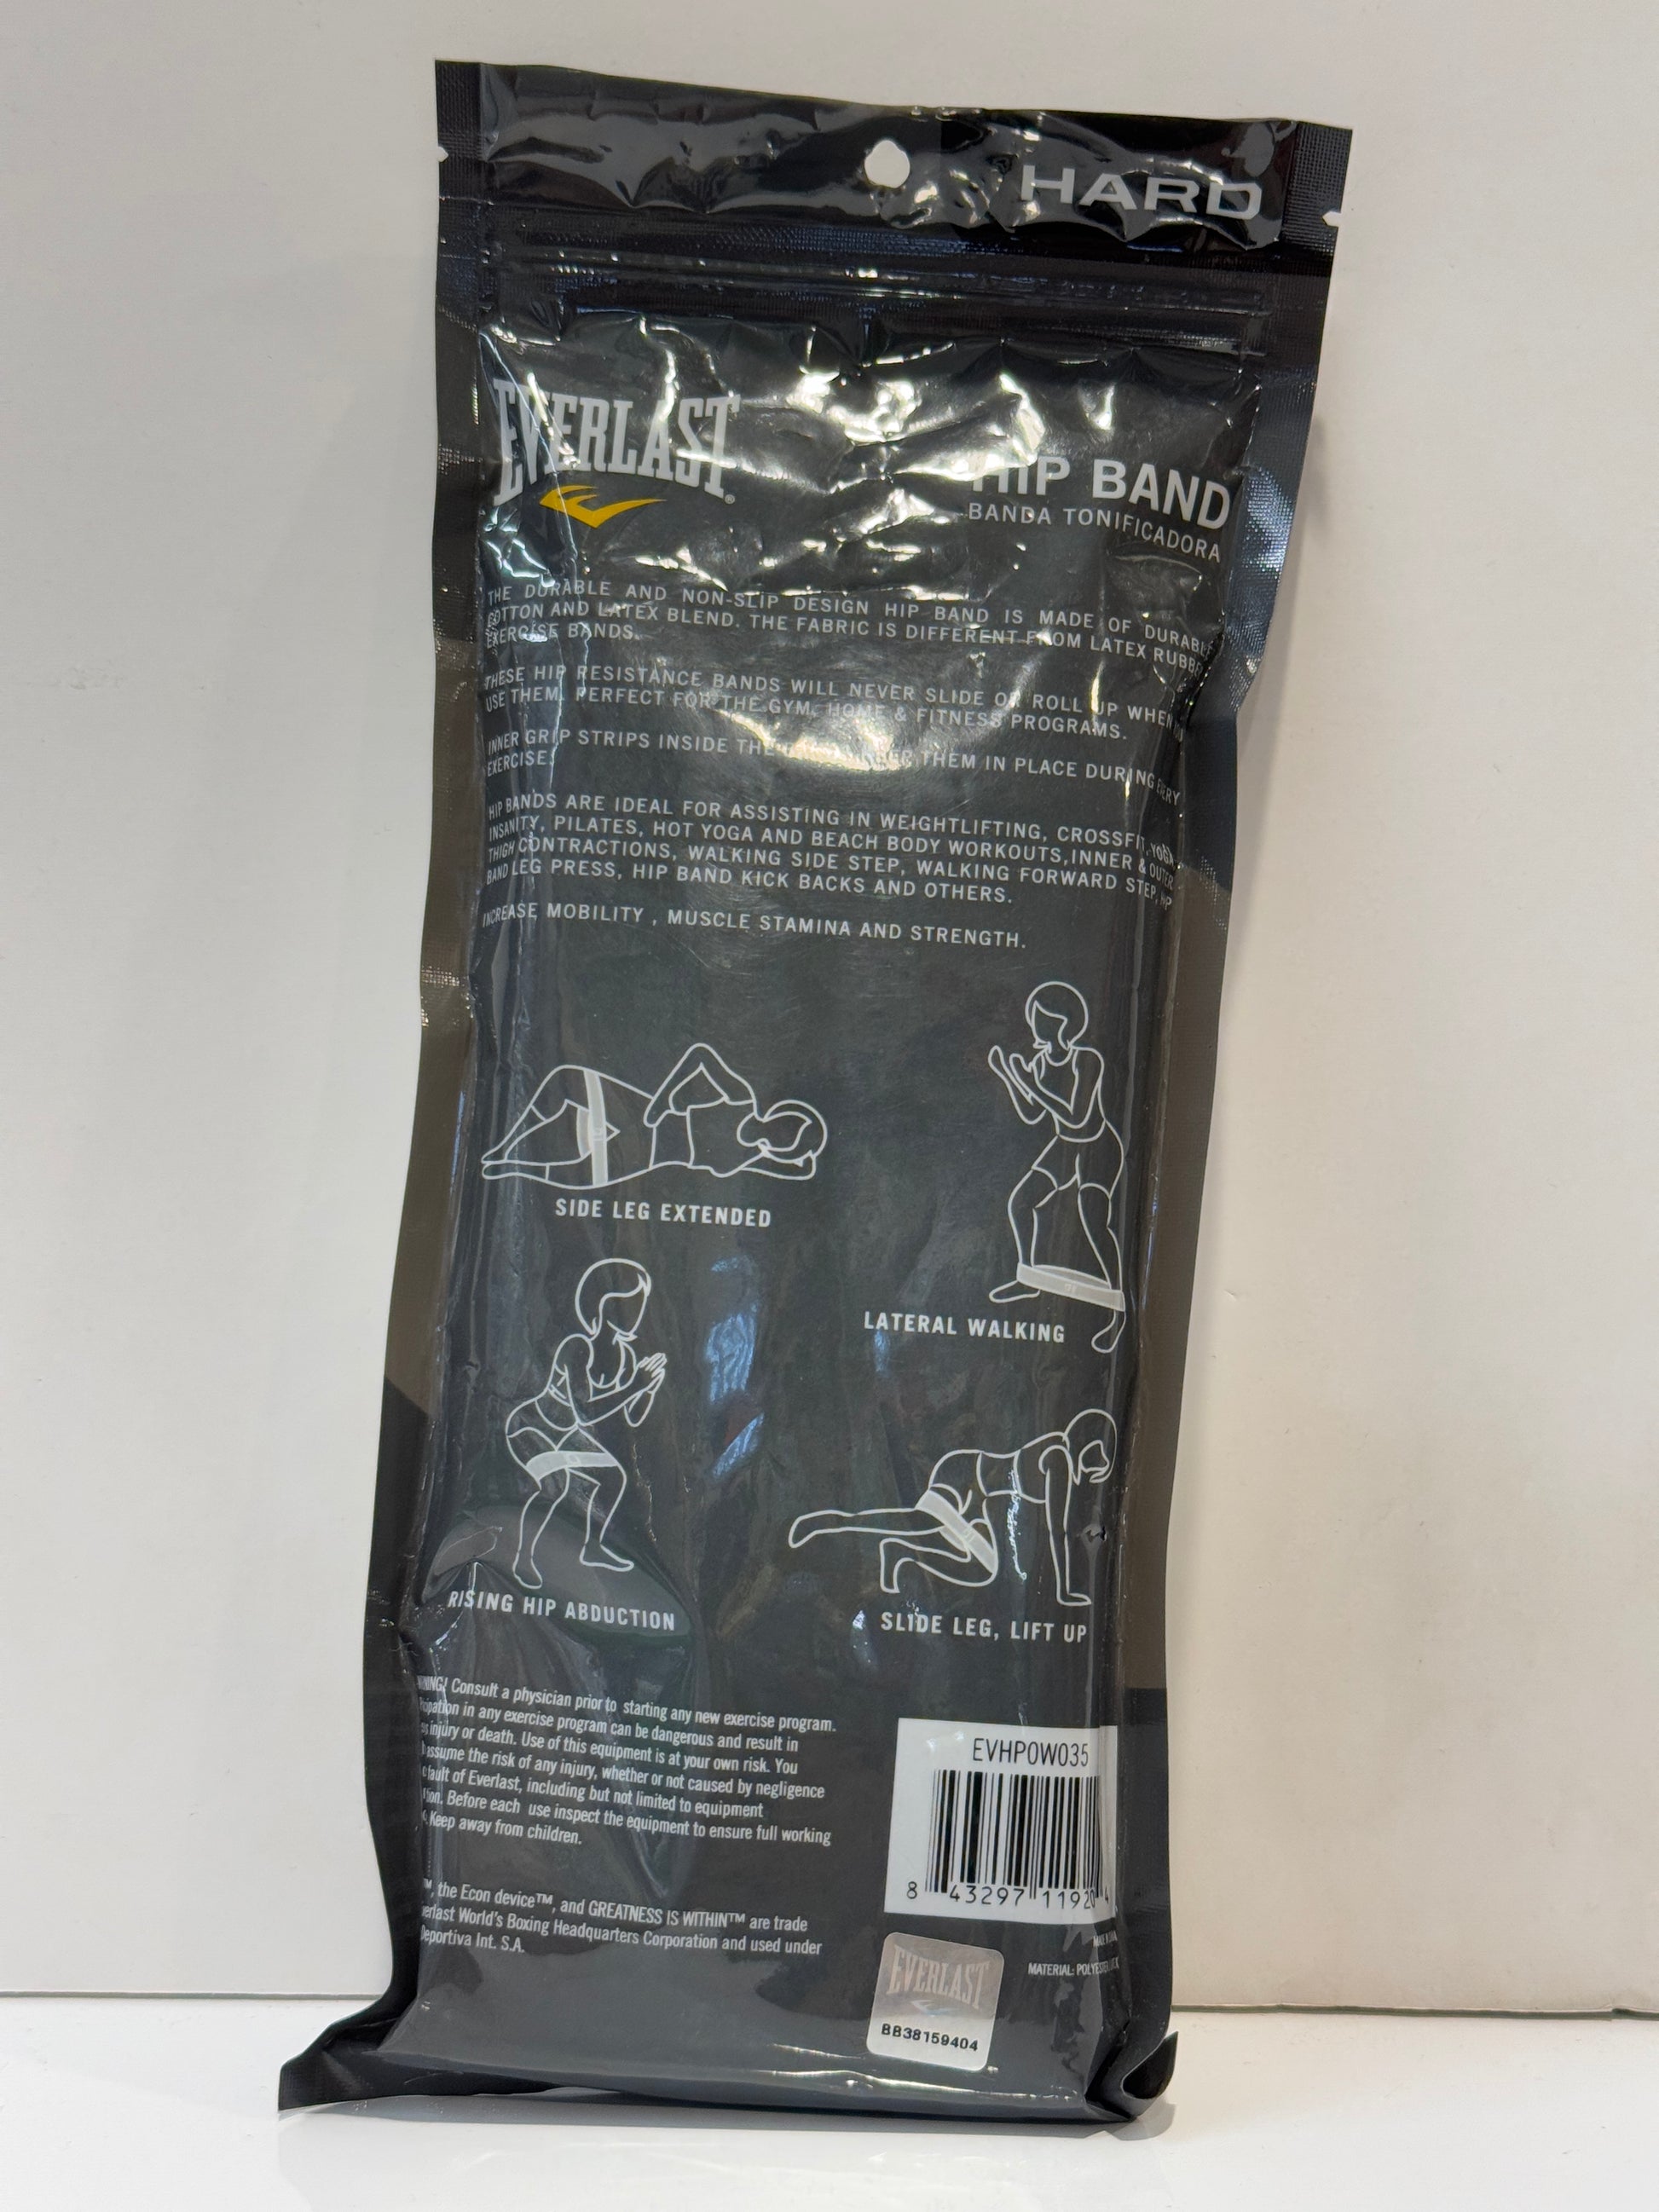 HARD
EVERLAST®
HIP BAND
BANDA TONIFICADORA
THE DURABLE AND NON-SLIP DESIGN HIP BAND IS MADE OF DURABLE
COTTON AND LATEX BLEND. THE FABRIC IS DIFFERENT FROM LATEX
EXERCISE BANDS.
THESE HIP RESISTANCE BANDS WILL NEVER SLIDE OR ROLL UP WHEN
USE THEM. PERFECT FOR THE GYM, HOME & FITNESS PROGRAMS.
INNER GRIP STRIPS INSIDE THE THEM IN PLACE DURING EVERY
EXERCISE.
HIP BANDS ARE IDEAL FOR ASSISTING IN WEIGHTLIFTING, CROSSFIT, YOGA,
INSANITY, PILATES, HOT YOGA AND BEACH BODY WORKOUTS,INNER & OUTER
THIGH CONTRACTIONS, WALKING SIDE STEP, WALKING FORWARD STEP, HIP
BAND LEG PRESS, HIP BAND KICK BACKS AND OTHERS.
INCREASE MOBILITY , MUSCLE STAMINA AND STRENGTH.
SIDE LEG EXTENDED
LATERAL WALKING
RISING HIP ABDUCTION
SLIDE LEG, LIFT UP
Consult a physician prior to starting any new exercise program.
in any exercise program can be dangerous and result in
injury or death. Use of this equipment is at your own risk. You
assume the risk of any injury, whether or not caused by negligence
fault of Everlast, including but not limited to equipment
Before each use inspect the equipment to ensure full working
Keep away from children.
™, the Econ device™, and GREATNESS IS WITHIN™ are trade
World's Boxing Headquarters Corporation and used under
Deportiva Int. S.A.
EVHPOW035
8 43297 11920 4
MATERIAL:
EVERLAST
BB38159404